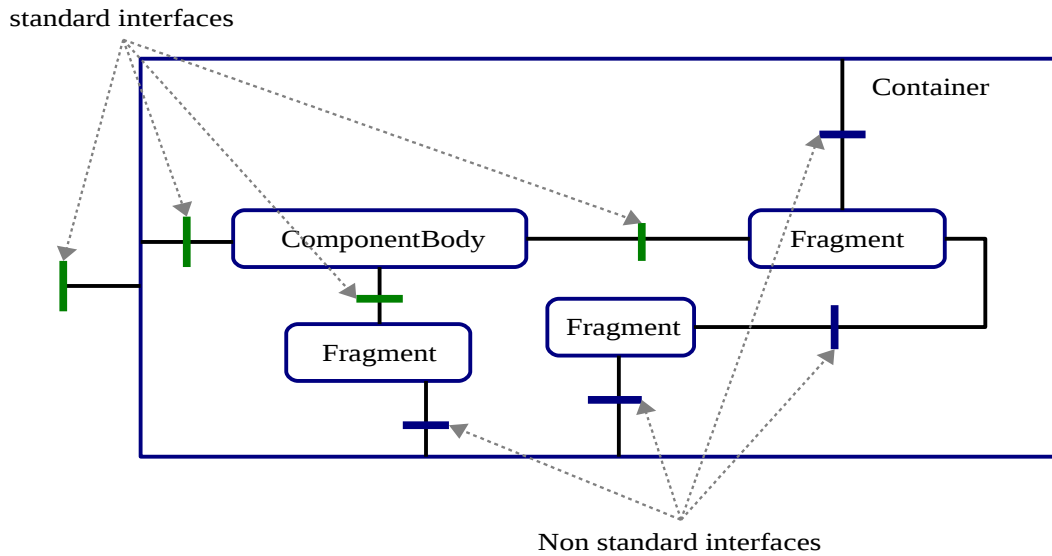 standard interfaces
Container
ComponentBody
Fragment
Fragment
Fragment
Non standard interfaces